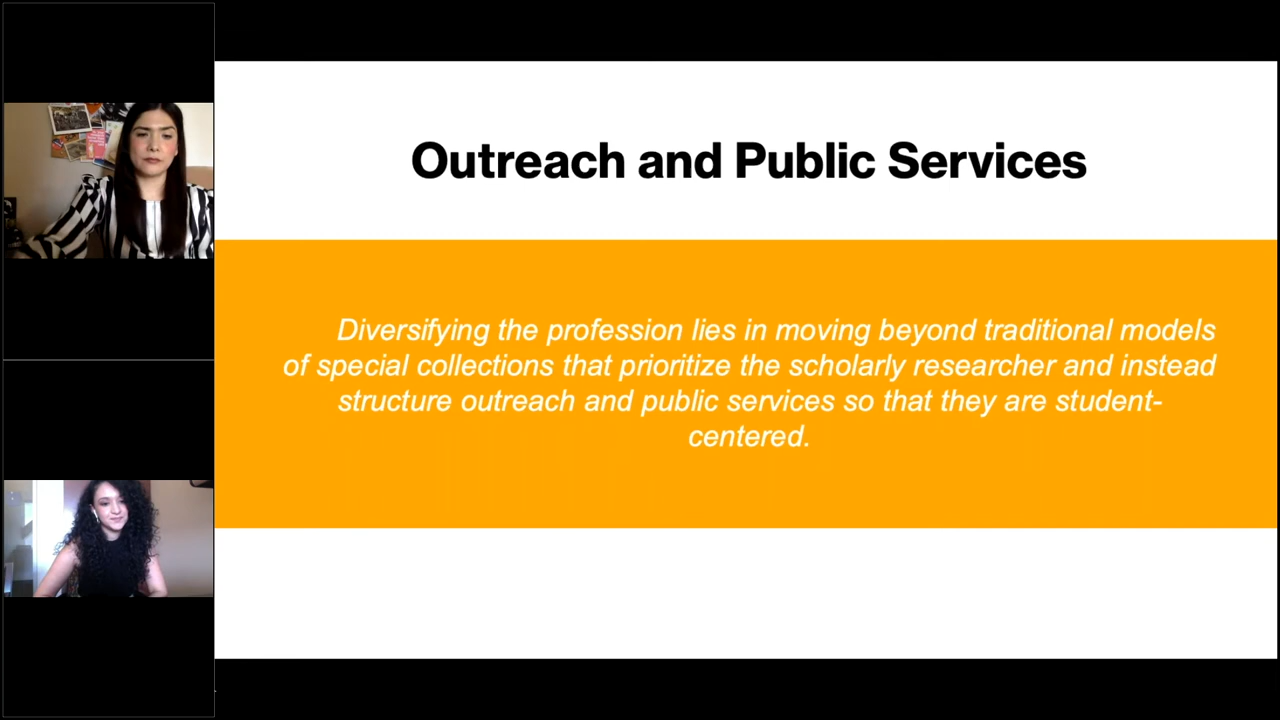 Outreach and Public Services
Diversifying the profession lies in moving beyond traditional models
of special collections that prioritize the scholarly researcher and instead
structure outreach and public services so that they are student-
centered.